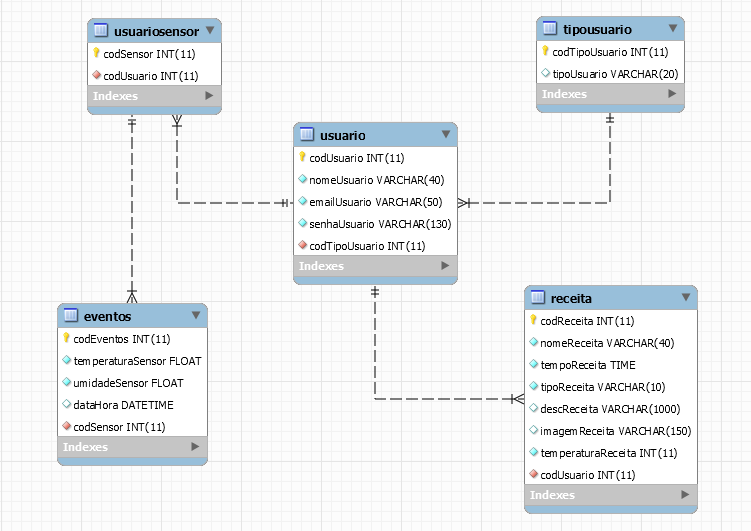 usuariosensor
codSensor INT(11)
codUsuario INT(11)
Indexes
tipousuario
codTipoUsuario INT(11)
tipoUsuario VARCHAR(20)
Indexes
usuario
codUsuario INT(11)
nomeUsuario VARCHAR(40)
emailUsuario VARCHAR(50)
senhaUsuario VARCHAR(130)
codTipoUsuario INT(11)
Indexes
eventos
codEventos INT(11)
temperaturaSensor FLOAT
umidadeSensor FLOAT
dataHora DATETIME
codSensor INT(11)
Indexes
receita
codReceita INT(11)
nomeReceita VARCHAR(40)
tempoReceita TIME
tipoReceita VARCHAR(10)
descReceita VARCHAR(1000)
imagemReceita VARCHAR(150)
temperaturaReceita INT(11)
codUsuario INT(11)
Indexes